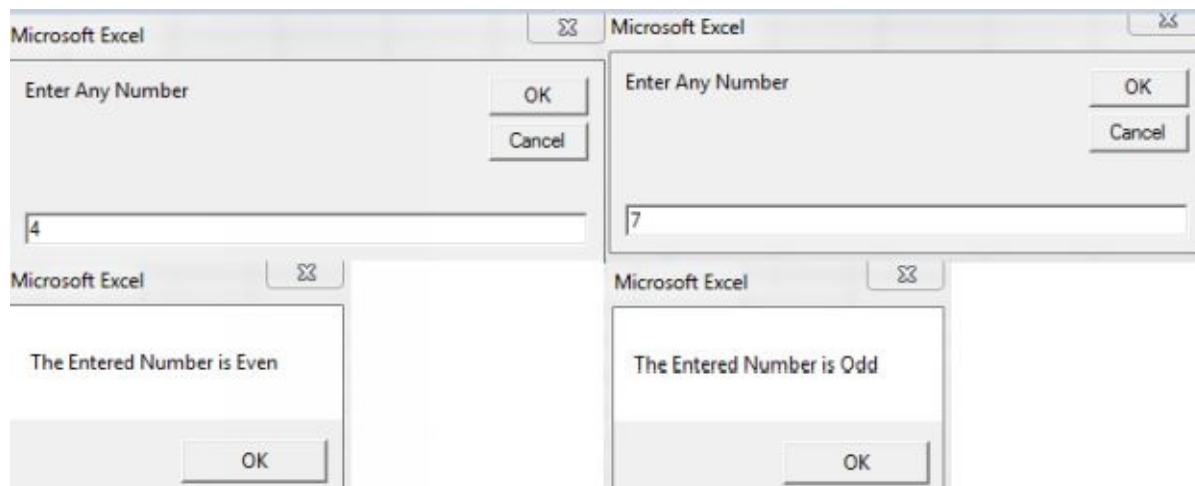 Microsoft Excel
Enter Any Number
OK
Cancel
4
Microsoft Excel
The Entered Number is Even
OK
Microsoft Excel
Enter Any Number
OK
Cancel
7
Microsoft Excel
The Entered Number is Odd
OK